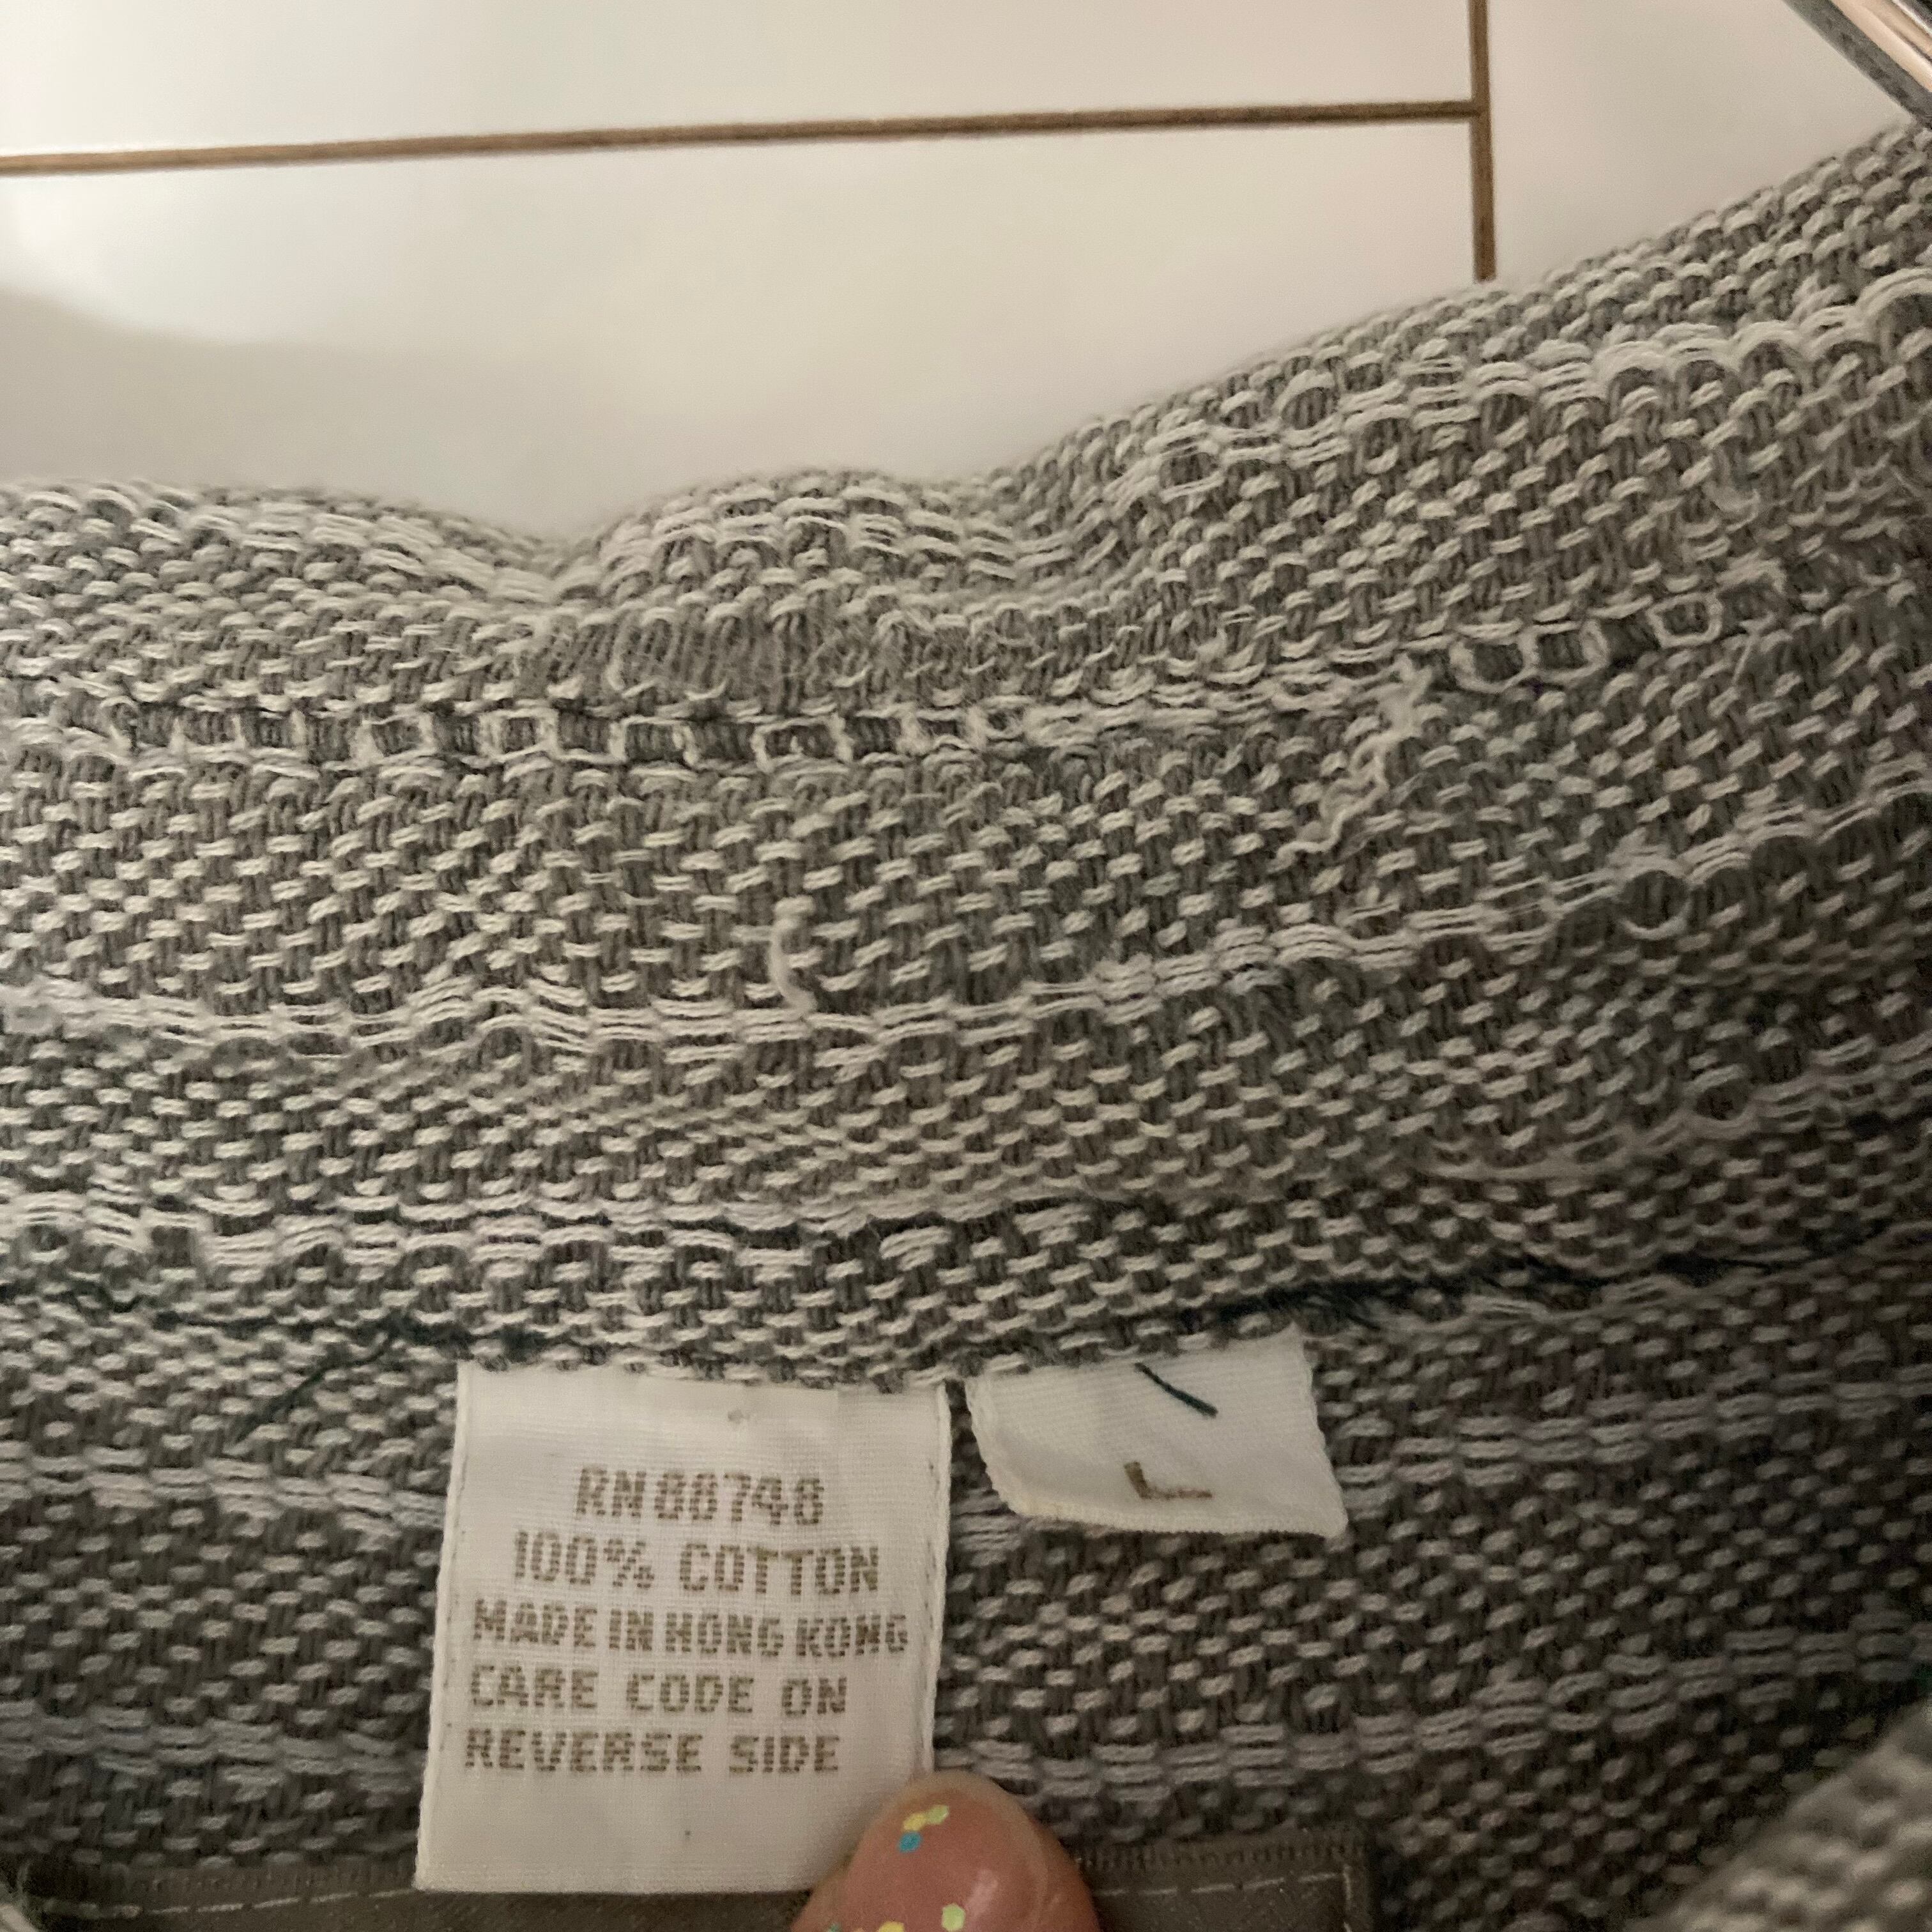 RN 88748
100% COTTON
MADE IN HONG KONG
CARE CODE ON
REVERSE SIDE
L